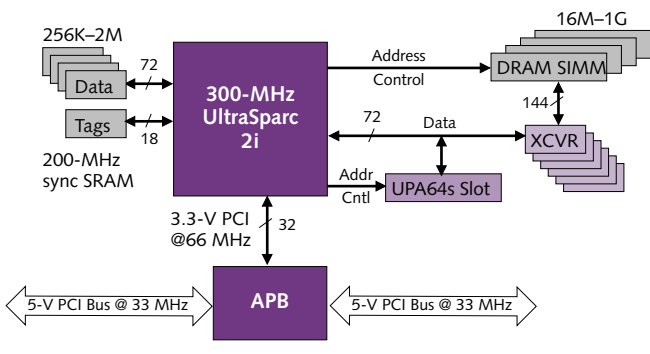 256K–2M
16M–1G
72
Data
Tags
18
200-MHz
sync SRAM
300-MHz
UltraSparc
2i
Address
Control
DRAM SIMM
144
72
Data
XCVR
Addr
Cntl
UPA64s Slot
3.3-V PCI
@66 MHz
32
APB
5-V PCI Bus @ 33 MHz
5-V PCI Bus @ 33 MHz